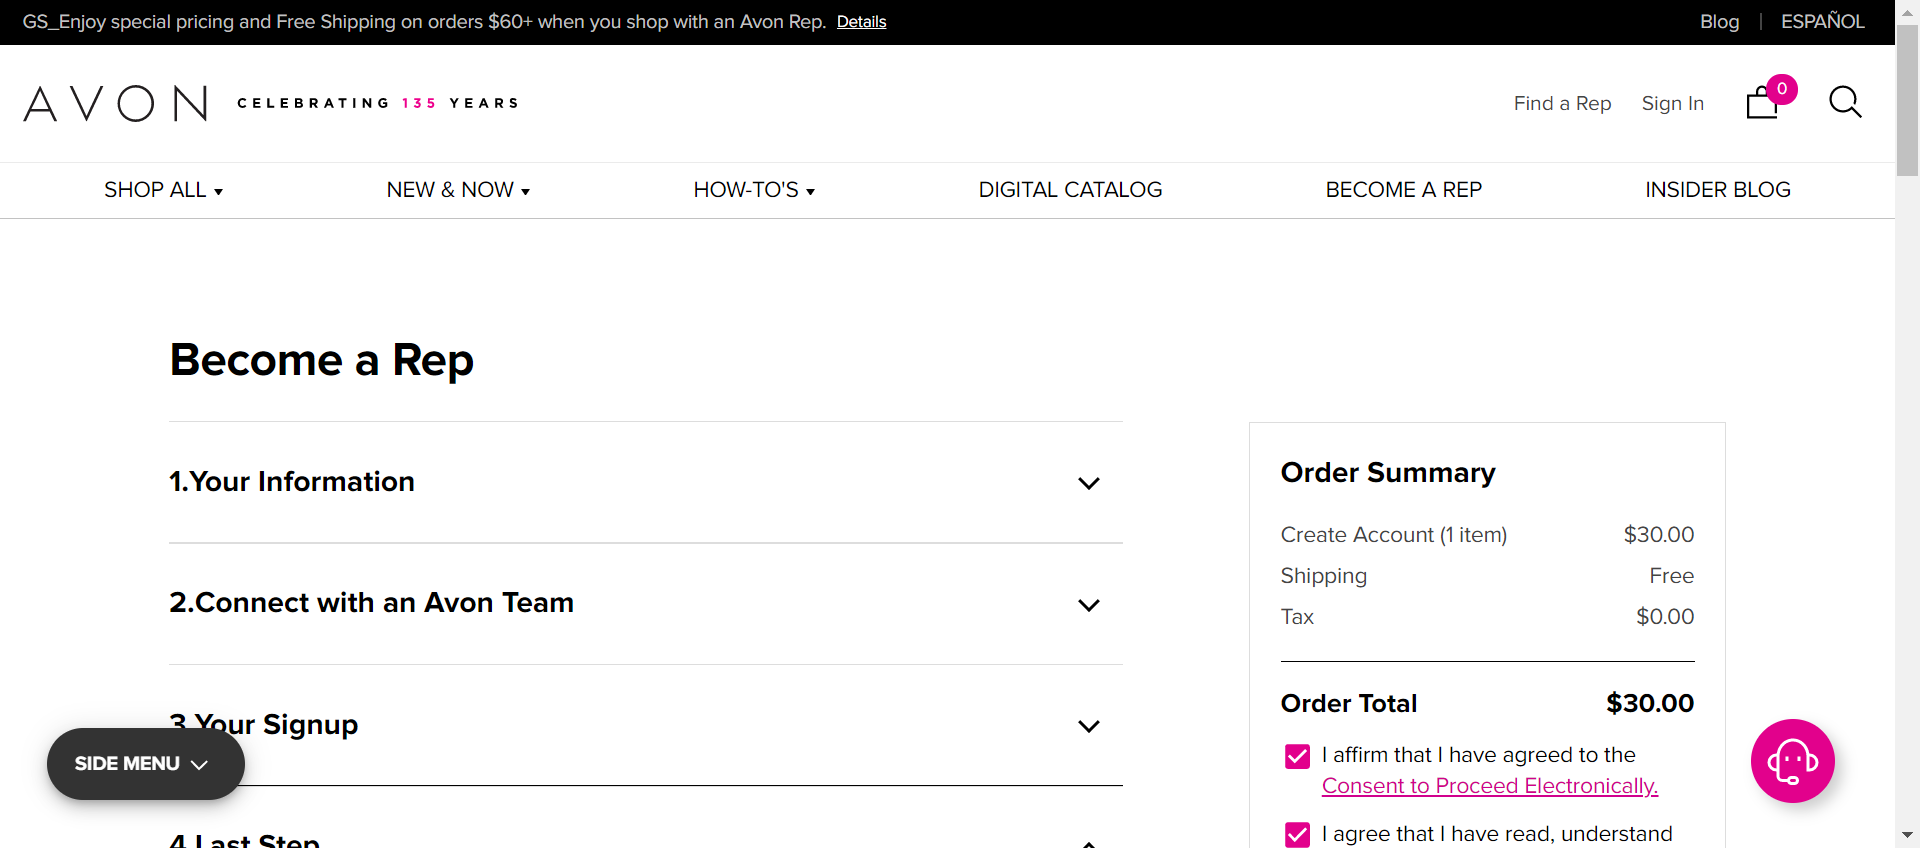 GS_Enjoy special pricing and Free Shipping on orders $60+ when you shop with an Avon Rep. Details
Blog | ESPAÑOL
AVON CELEBRATING 135 YEARS
Find a Rep Sign In 0
SHOP ALL NEW & NOW HOW-TO'S DIGITAL CATALOG BECOME A REP INSIDER BLOG
Become a Rep
1.Your Information
2.Connect with an Avon Team
3.Your Signup
SIDE MENU
4.Last Step
Order Summary
Create Account (1 item) $30.00
Shipping Free
Tax $0.00
Order Total $30.00
I affirm that I have agreed to the
Consent to Proceed Electronically.
I agree that I have read, understand